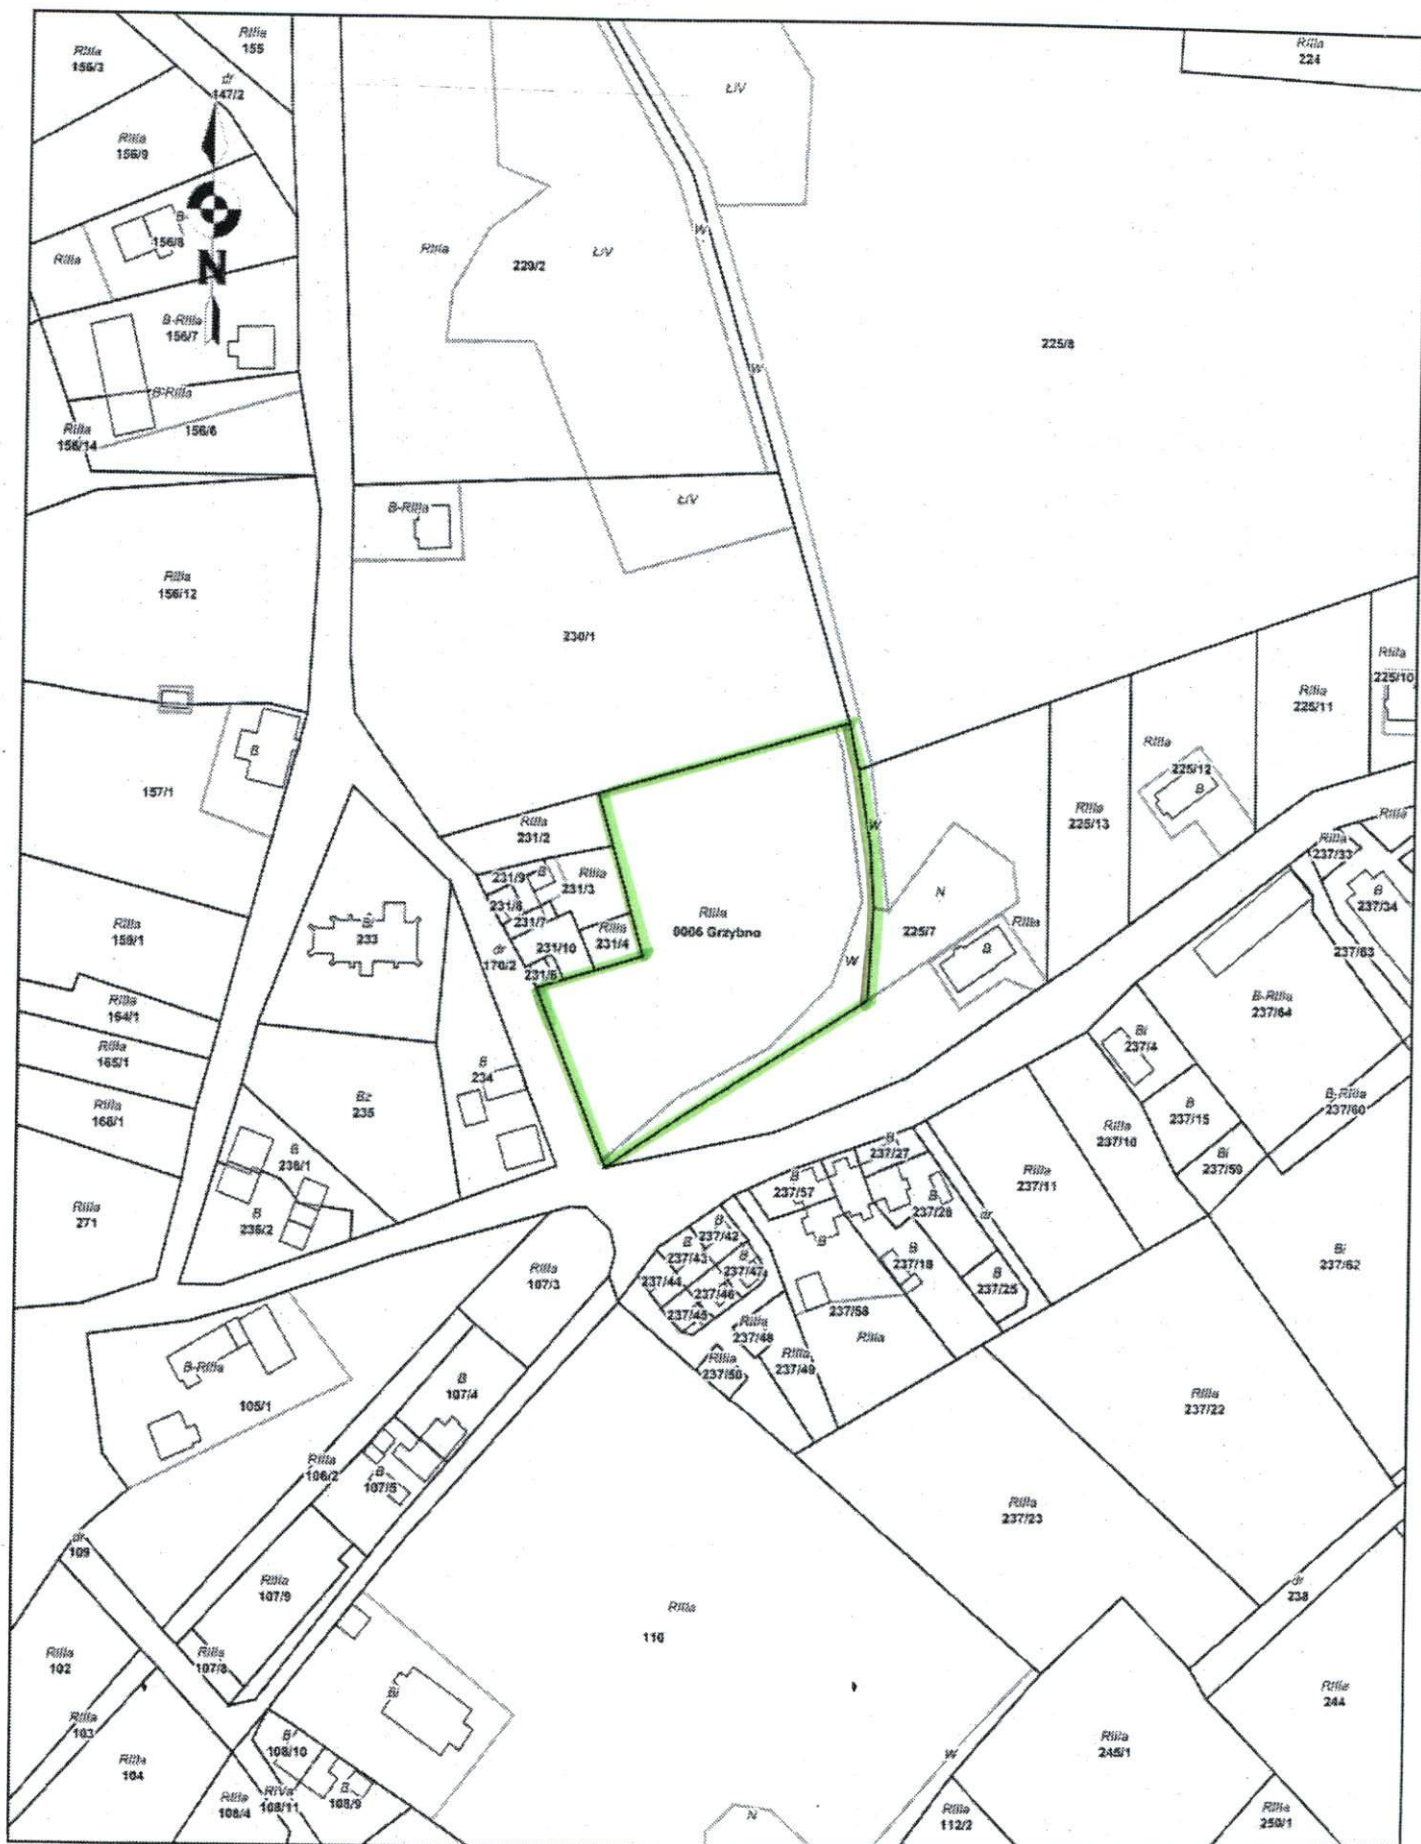 RIIIa
155
RIIIa
156/3
dr
147/2
RIIIa
224
ŁIV
RIIIa
156/9
B-
156/8
RIIIa
N
RIIIa
229/2
ŁIV
W
B-RIIIa
156/7
225/8
W
B-RIIIa
156/6
RIIIa
156/14
B-RIIIa
ŁIV
RIIIa
156/12
230/1
RIIIa
225/10
RIIIa
225/11
RIIIa
225/12
B
B
157/1
RIIIa
225/13
RIIIa
RIIIa
231/2
W
RIIIa
237/33
231/9
B
RIIIa
231/3
231/8
231/7
N
B
237/34
RIIIa
0006 Grzybno
RIIIa
159/1
Bi
233
RIIIa
231/4
225/7
RIIIa
dr
176/2
231/10
231/6
W
B
237/63
RIIIa
164/1
B-RIIIa
237/64
RIIIa
165/1
Bi
237/4
B
234
Bz
235
RIIIa
166/1
B
237/15
B-RIIIa
237/60
RIIIa
237/10
B
236/1
B
237/27
Bi
237/59
RIIIa
237/11
B
237/57
RIIIa
271
B
236/2
B
237/28
dr
B
237/42
B
B
237/43
B
237/18
Bi
237/62
RIIIa
107/3
237/44
B
237/47
B
237/25
237/46
237/45
237/58
RIIIa
RIIIa
237/48
RIIIa
237/49
RIIIa
237/50
B-RIIIa
105/1
B
107/4
RIIIa
237/22
RIIIa
106/2
B
107/5
RIIIa
237/23
dr
109
RIIIa
107/9
dr
238
RIIIa
116
RIIIa
102
RIIIa
107/8
Bi
RIIIa
244
RIIIa
103
RIIIa
104
108/10
RIIIa
245/1
W
RIIIa
108/4
RIVa
108/11
B
108/9
N
RIIIa
112/2
RIIIa
250/1